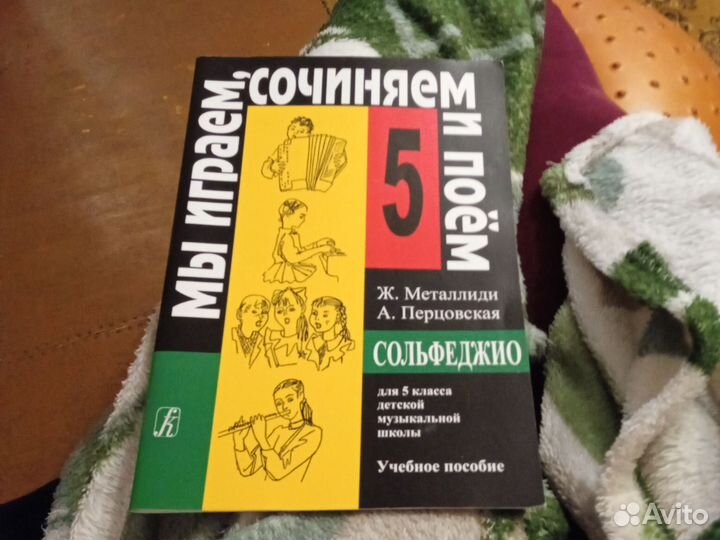 мы играем,
сочиняем
и поём
5
Ж. Металлиди
А. Перцовская
СОЛЬФЕДЖИО
для 5 класса
детской
музыкальной
школы
Учебное пособие
Avito